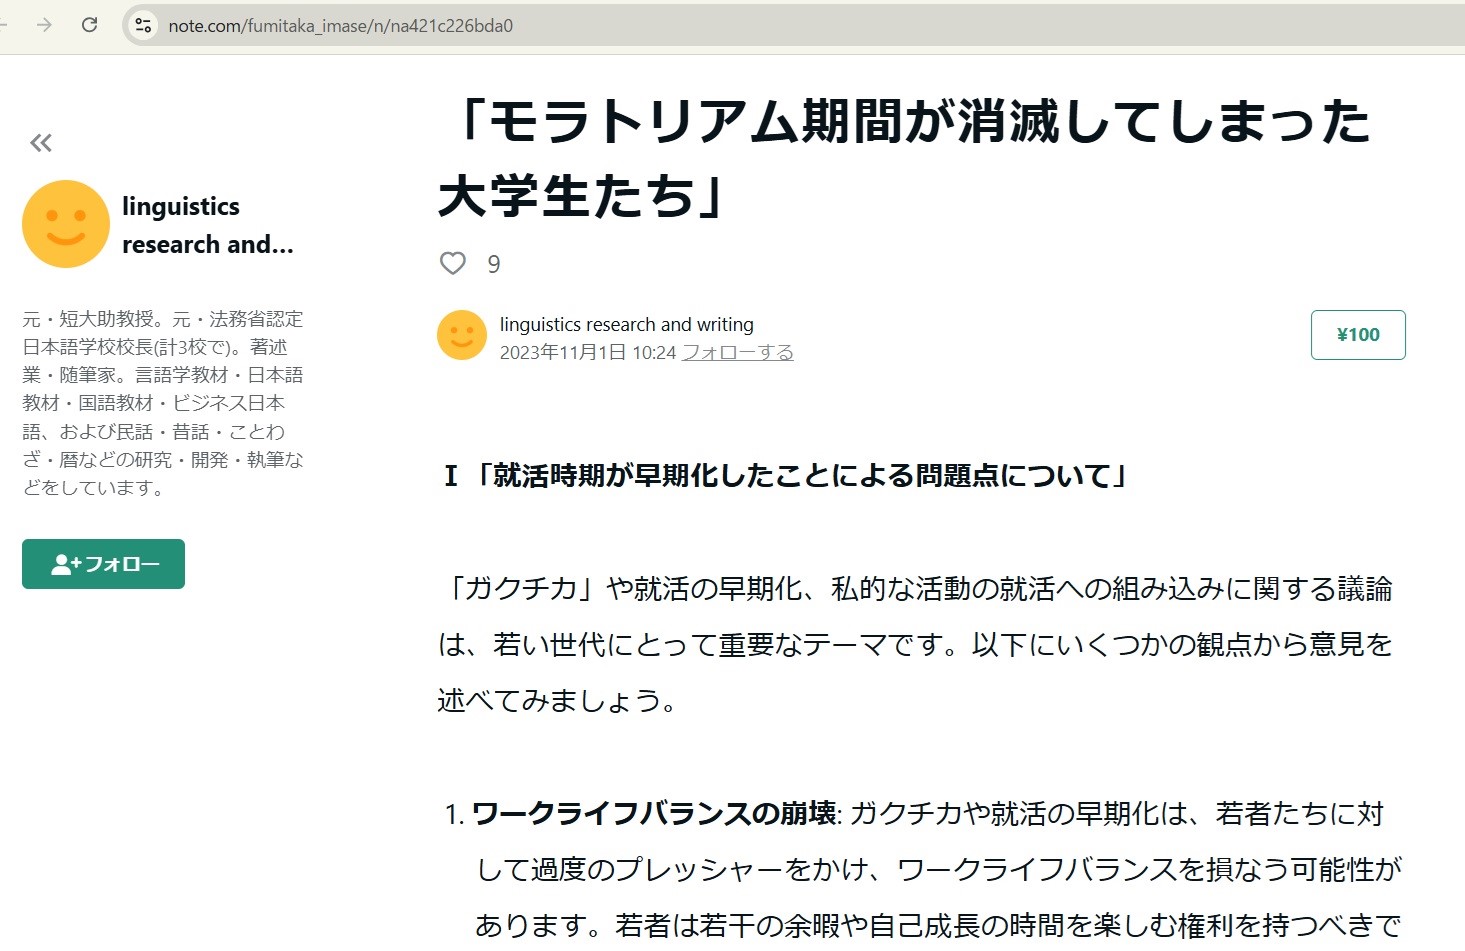 note.com/fumitaka_imase/n/na421c226bda0
linguistics
research and...
元・短大助教授。元・法務省認定
日本語学校校長(計3校で)。著述
業・随筆家。言語学教材・日本語
教材・国語教材・ビジネス日本
語、および民話・昔話・ことわ
ざ・暦などの研究・開発・執筆な
どをしています。
フォロー
「モラトリアム期間が消滅してしまった
大学生たち」
9
linguistics research and writing
2023年11月1日 10:24 フォローする
¥100
Ⅰ「就活時期が早期化したことによる問題点について」
「ガクチカ」や就活の早期化、私的な活動の就活への組み込みに関する議論
は、若い世代にとって重要なテーマです。以下にいくつかの観点から意見を
述べてみましょう。
1. ワークライフバランスの崩壊: ガクチカや就活の早期化は、若者たちに対
して過度のプレッシャーをかけ、ワークライフバランスを損なう可能性が
あります。若者は若干の余暇や自己成長の時間を楽しむ権利を持つべきで